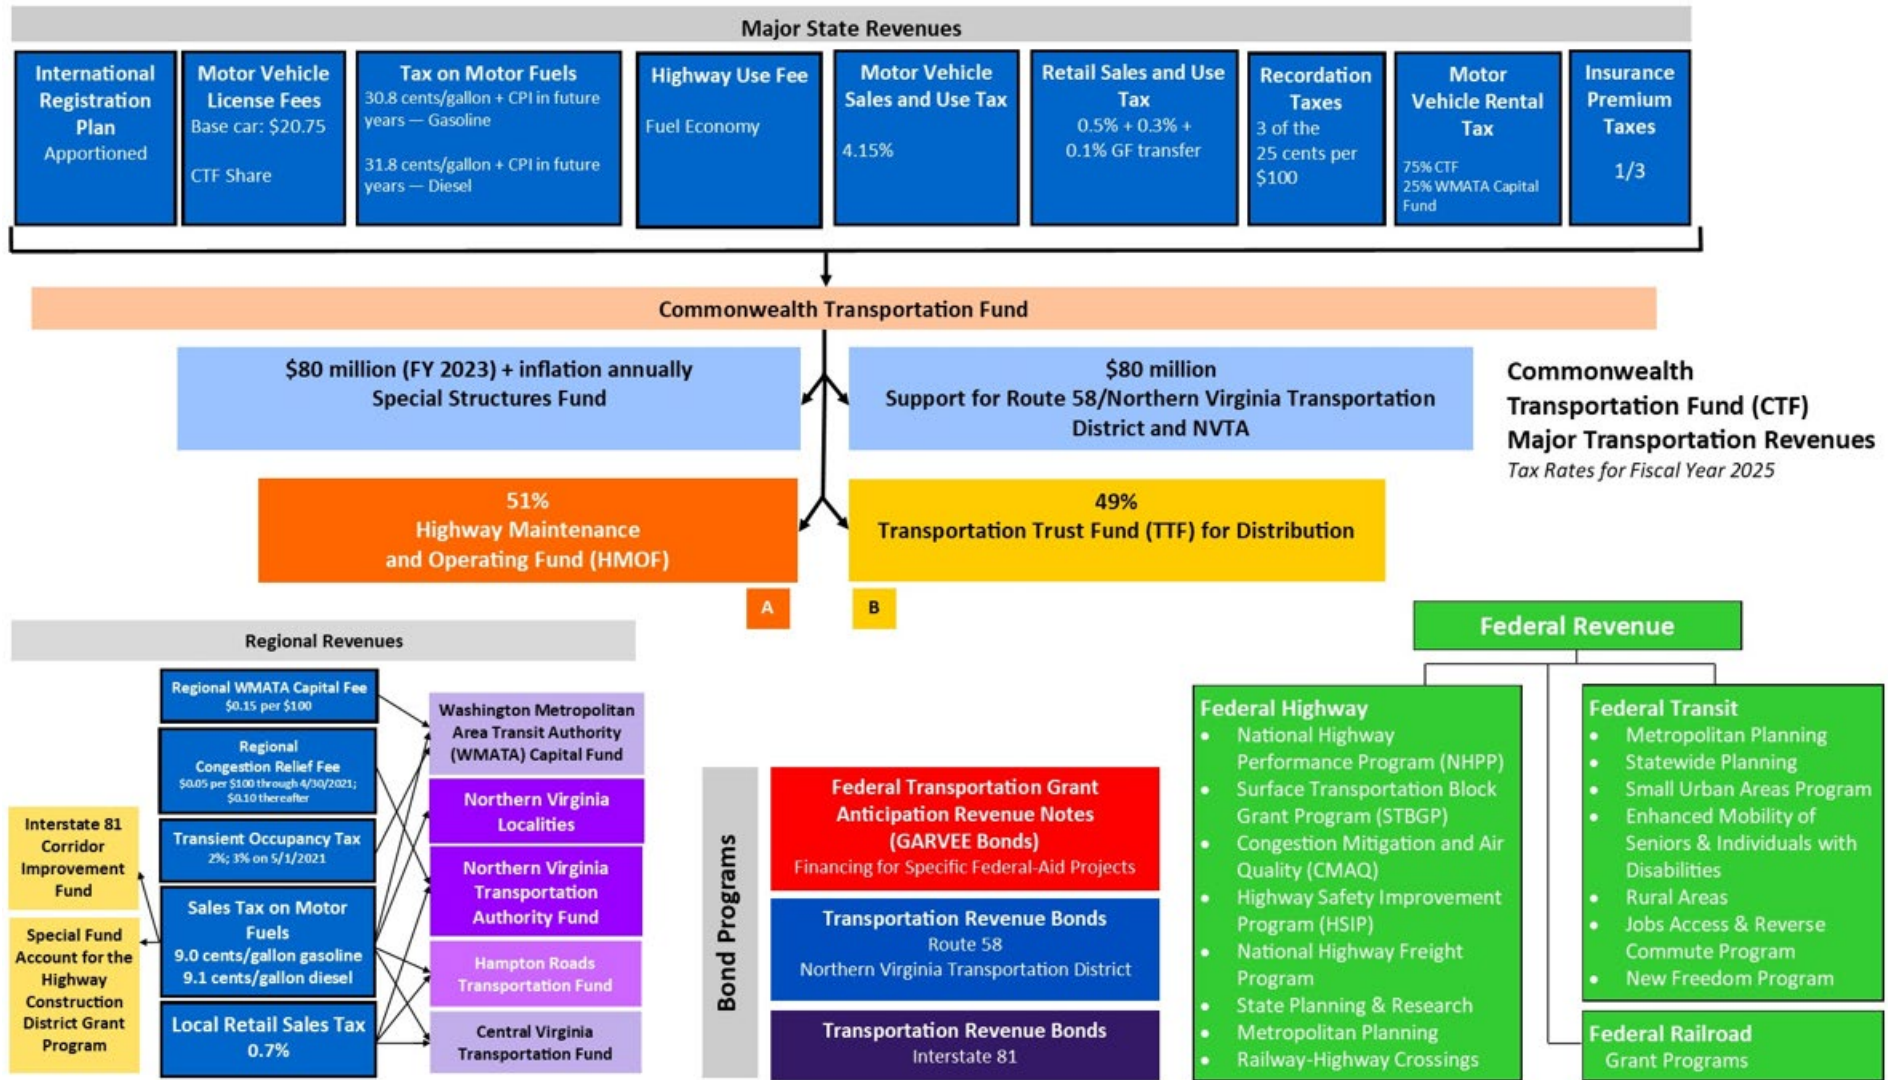 Major State Revenues
International
Registration
Plan
Apportioned
Motor Vehicle
License Fees
Base car: $20.75
CTF Share
Tax on Motor Fuels
30.8 cents/gallon + CPI in future
years — Gasoline
31.8 cents/gallon + CPI in future
years — Diesel
Highway Use Fee
Fuel Economy
Motor Vehicle
Sales and Use Tax
4.15%
Retail Sales and Use
Tax
0.5% + 0.3% +
0.1% GF transfer
Recordation
Taxes
3 of the
25 cents per
$100
Motor
Vehicle Rental
Tax
75% CTF
25% WMATA Capital
Fund
Insurance
Premium
Taxes
1/3
Commonwealth Transportation Fund
$80 million (FY 2023) + inflation annually
Special Structures Fund
$80 million
Support for Route 58/Northern Virginia Transportation
District and NVTA
Commonwealth
Transportation Fund (CTF)
Major Transportation Revenues
Tax Rates for Fiscal Year 2025
51%
Highway Maintenance
and Operating Fund (HMOF)
49%
Transportation Trust Fund (TTF) for Distribution
A
B
Regional Revenues
Regional WMATA Capital Fee
$0.15 per $100
Regional
Congestion Relief Fee
$0.05 per $100 through 4/30/2021;
$0.10 thereafter
Transient Occupancy Tax
2%; 3% on 5/1/2021
Sales Tax on Motor
Fuels
9.0 cents/gallon gasoline
9.1 cents/gallon diesel
Local Retail Sales Tax
0.7%
Interstate 81
Corridor
Improvement
Fund
Special Fund
Account for the
Highway
Construction
District Grant
Program
Washington Metropolitan
Area Transit Authority
(WMATA) Capital Fund
Northern Virginia
Localities
Northern Virginia
Transportation
Authority Fund
Hampton Roads
Transportation Fund
Central Virginia
Transportation Fund
Bond Programs
Federal Transportation Grant
Anticipation Revenue Notes
(GARVEE Bonds)
Financing for Specific Federal-Aid Projects
Transportation Revenue Bonds
Route 58
Northern Virginia Transportation District
Transportation Revenue Bonds
Interstate 81
Federal Revenue
Federal Highway
• National Highway
Performance Program (NHPP)
• Surface Transportation Block
Grant Program (STBGP)
• Congestion Mitigation and Air
Quality (CMAQ)
• Highway Safety Improvement
Program (HSIP)
• National Highway Freight
Program
• State Planning & Research
• Metropolitan Planning
• Railway-Highway Crossings
Federal Transit
• Metropolitan Planning
• Statewide Planning
• Small Urban Areas Program
• Enhanced Mobility of
Seniors & Individuals with
Disabilities
• Rural Areas
• Jobs Access & Reverse
Commute Program
• New Freedom Program
Federal Railroad
Grant Programs